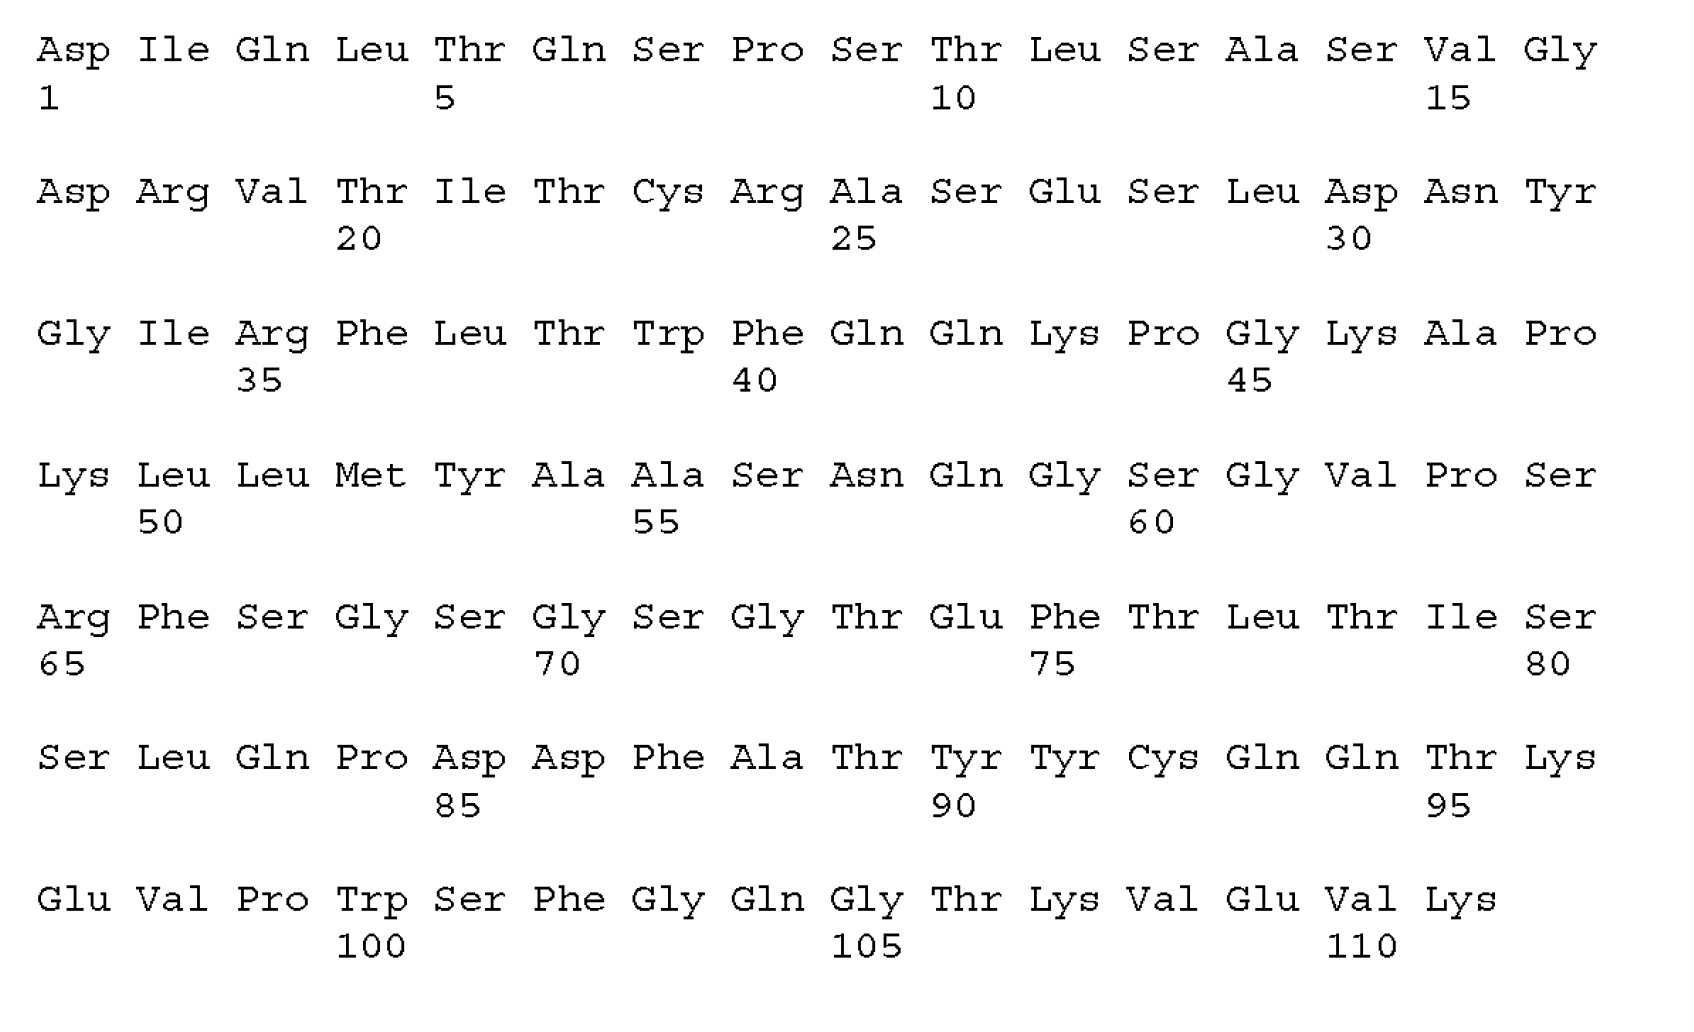 Asp Ile Gln Leu Thr Gln Ser Pro Ser Thr Leu Ser Ala Ser Val Gly
1 5 10 15
Asp Arg Val Thr Ile Thr Cys Arg Ala Ser Glu Ser Leu Asp Asn Tyr
20 25 30
Gly Ile Arg Phe Leu Thr Trp Phe Gln Gln Lys Pro Gly Lys Ala Pro
35 40 45
Lys Leu Leu Met Tyr Ala Ala Ser Asn Gln Gly Ser Gly Val Pro Ser
50 55 60
Arg Phe Ser Gly Ser Gly Ser Gly Thr Glu Phe Thr Leu Thr Ile Ser
65 70 75 80
Ser Leu Gln Pro Asp Asp Phe Ala Thr Tyr Tyr Cys Gln Gln Thr Lys
85 90 95
Glu Val Pro Trp Ser Phe Gly Gln Gly Thr Lys Val Glu Val Lys
100 105 110